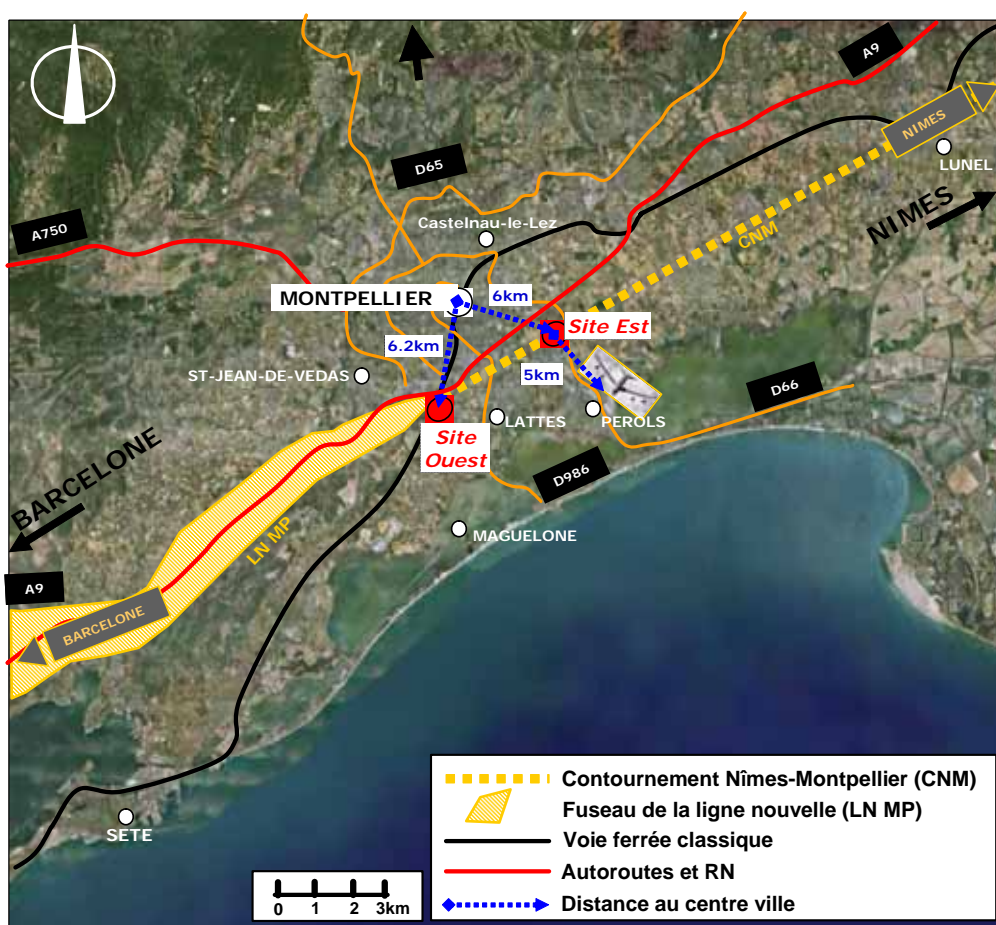 A9
NIMES
LUNEL
D65
NIMES
A750
Castelnau-le-Lez
CNM
MONTPELLIER
6km
Site Est
6.2km
ST-JEAN-DE-VEDAS
5km
D66
LATTES
PEROLS
Site
Ouest
BARCELONE
D986
MAGUELONE
LN MP
A9
BARCELONE
SETE
Contournement Nîmes-Montpellier (CNM)
Fuseau de la ligne nouvelle (LN MP)
Voie ferrée classique
Autoroutes et RN
Distance au centre ville
0 1 2 3km